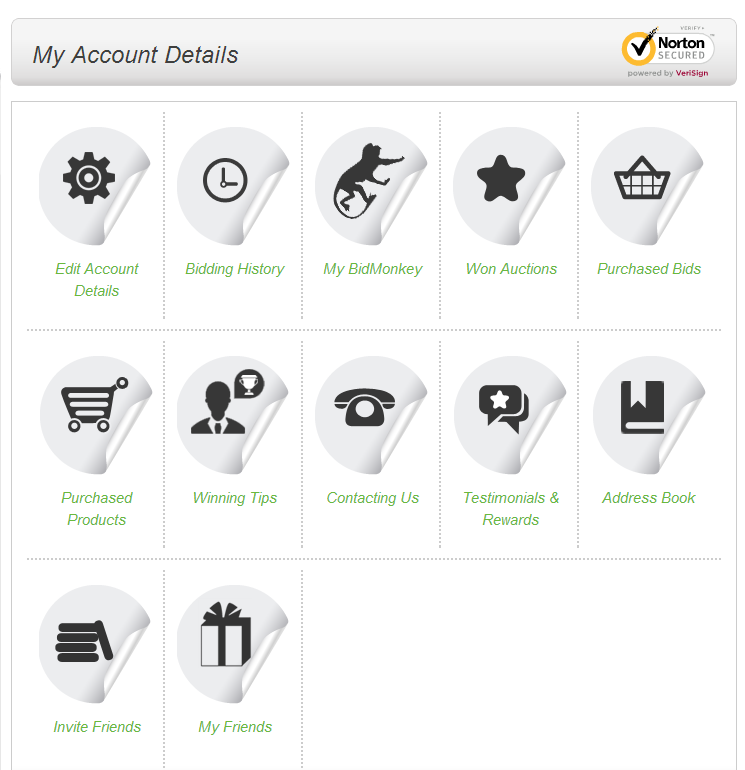 My Account Details
VERIFY▸
Norton
SECURED
powered by VeriSign
Edit Account
Details
Bidding History
My BidMonkey
Won Auctions
Purchased Bids
Purchased
Products
Winning Tips
Contacting Us
Testimonials &
Rewards
Address Book
Invite Friends
My Friends